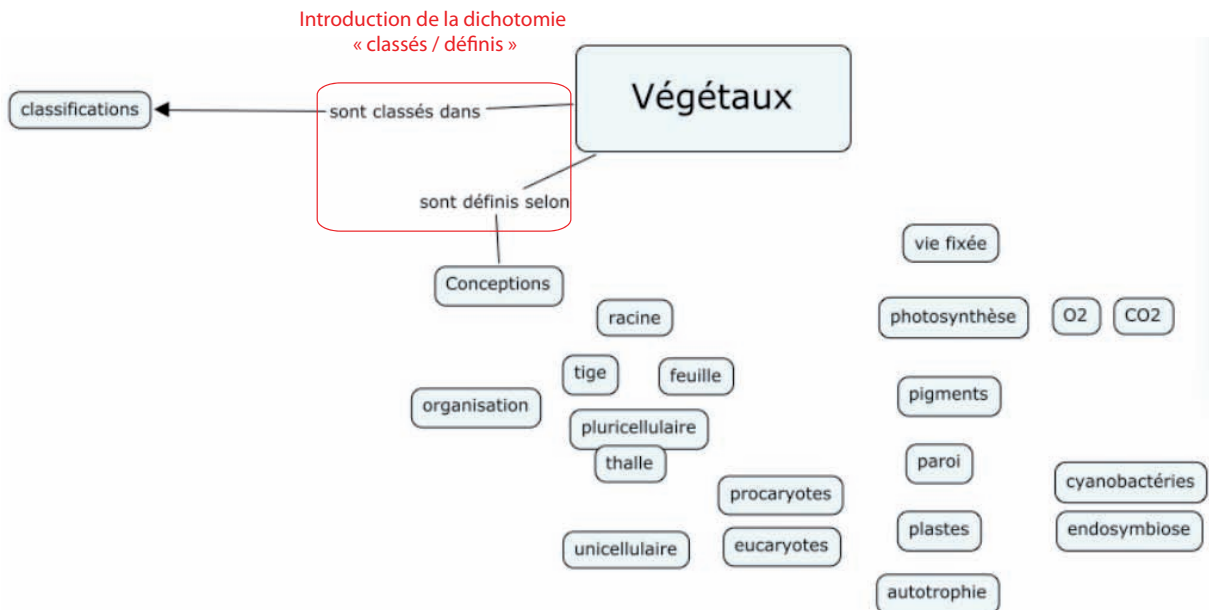 Introduction de la dichotomie
« classés / définis »
Végétaux
classifications
sont classés dans
sont définis selon
vie fixée
Conceptions
racine
photosynthèse
O2
CO2
tige
feuille
organisation
pigments
pluricellulaire
thalle
paroi
procaryotes
cyanobactéries
unicellulaire
eucaryotes
plastes
endosymbiose
autotrophie